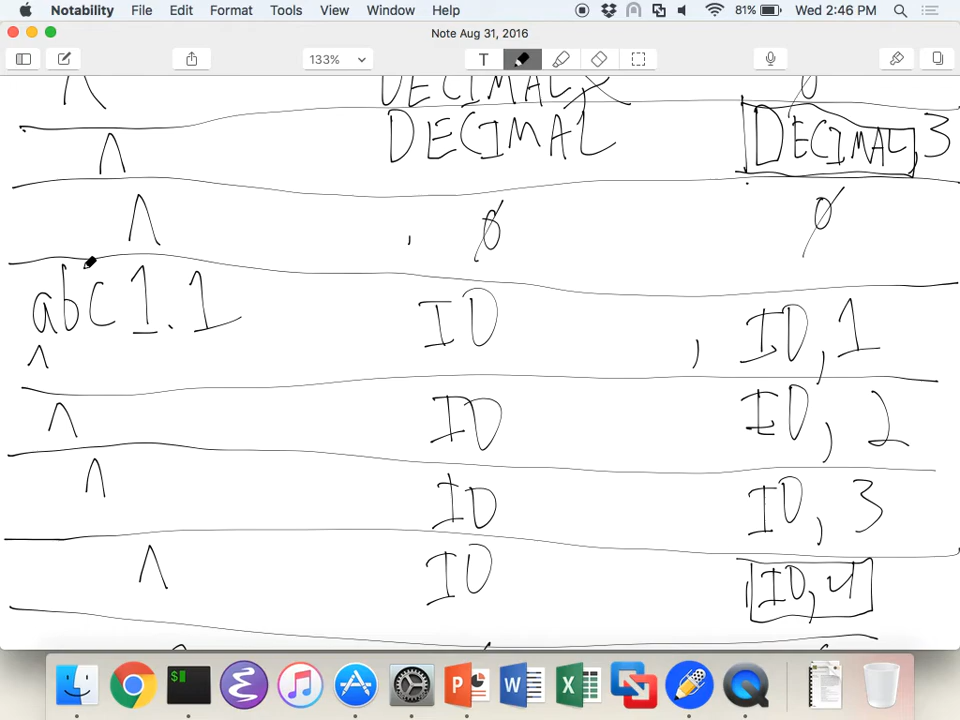 Notability File Edit Format Tools View Window Help 81% Wed 2:46 PM
Note Aug 31, 2016
133% T
DECIMAL ∅
^ DECIMAL DECIMAL, 3
^ ∅ ∅
abc1.1 ID ID, 1
^
^ ID ID, 2
^ ID ID, 3
^ ID ID, 4
$
P W X